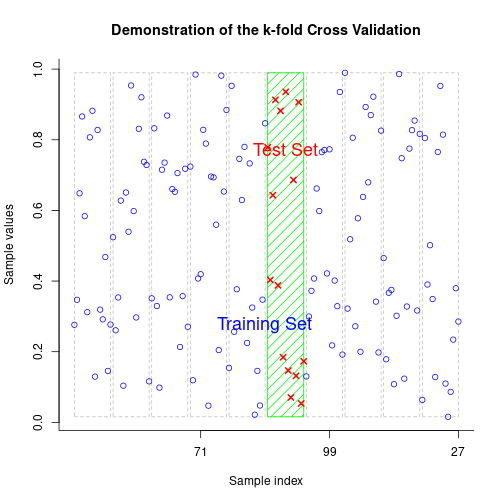 Demonstration of the k-fold Cross Validation
1.0
0.8
0.6
0.4
0.2
0.0
Sample values
Test Set
Training Set
71
99
27
Sample index